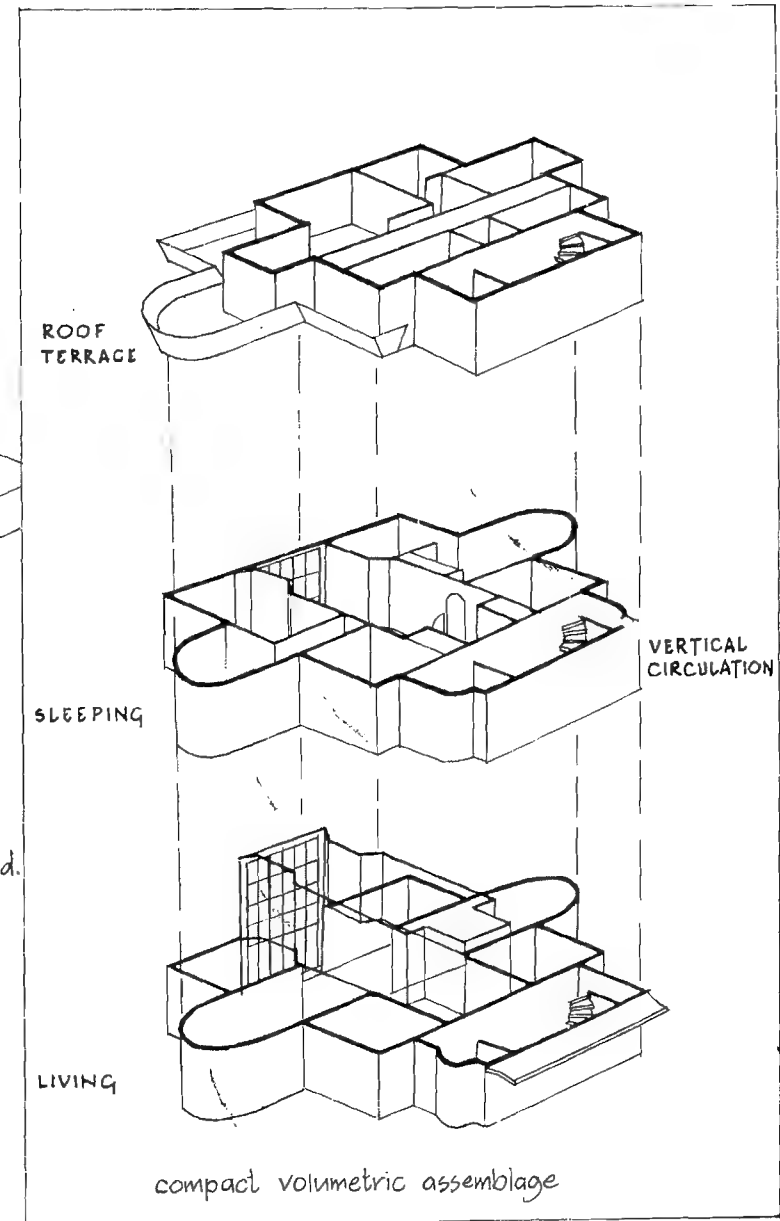 ROOF
TERRACE
VERTICAL
CIRCULATION
SLEEPING
d.
LIVING
compact volumetric assemblage